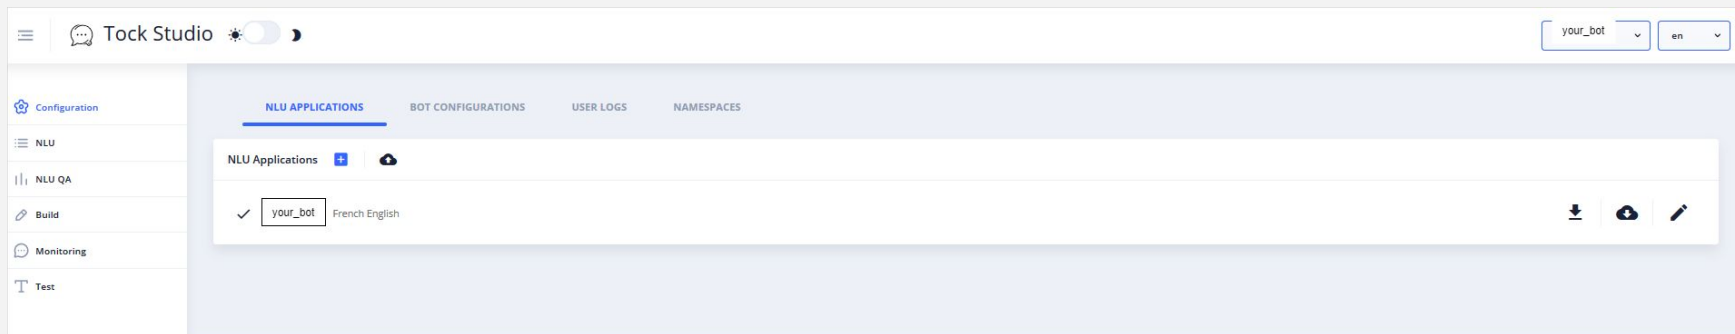 Tock Studio
your_bot
en
Configuration
NLU
NLU QA
Build
Monitoring
Test
NLU APPLICATIONS BOT CONFIGURATIONS USER LOGS NAMESPACES
NLU Applications
your_bot French English